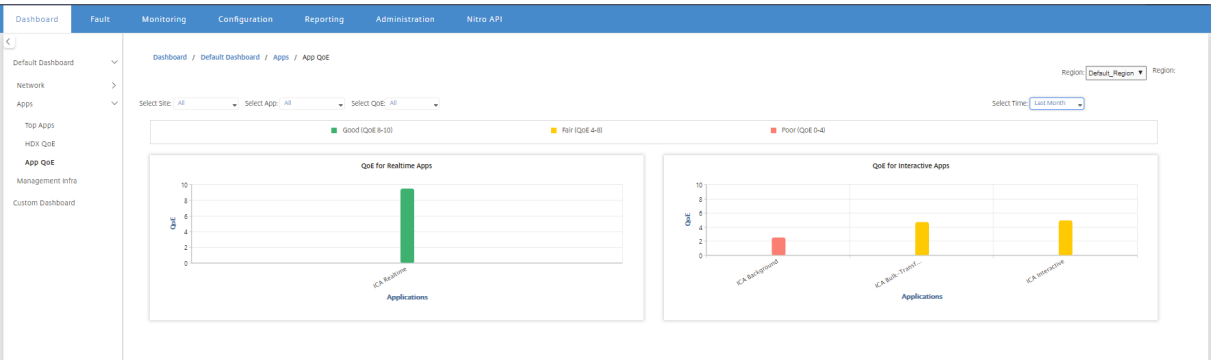 Dashboard Fault Monitoring Configuration Reporting Administration Nitro API
Default Dashboard
Network
Apps
Top Apps
HDX QoE
App QoE
Management Infra
Custom Dashboard
Dashboard / Default Dashboard / Apps / App QoE
Region: Default_Region Region:
Select Site: All Select App: All Select QoE: All Select Time: Last Month
Good (QoE 8-10) Fair (QoE 4-8) Poor (QoE 0-4)
QoE for Realtime Apps
10
8
6
4
2
0
QoE
ICA Realtime
Applications
QoE for Interactive Apps
10
8
6
4
2
0
QoE
ICA Background
ICA Bulk-Transf...
ICA Interactive
Applications